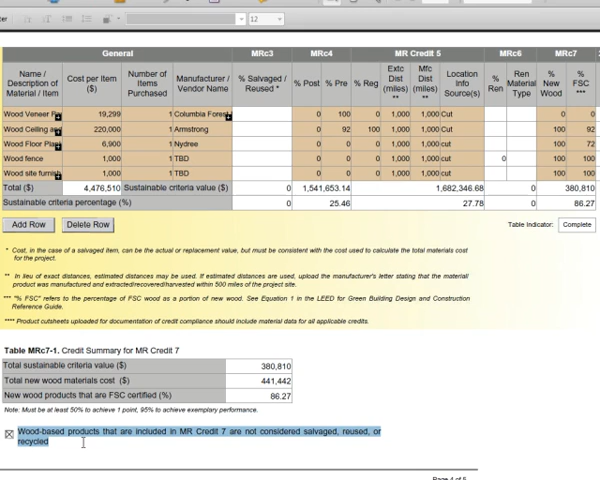 12
General MRc3 MRc4 MR Credit 5 MRc6 MRc7
Name / Description of Material / Item Cost per Item ($) Number of Items Purchased Manufacturer / Vendor Name % Salvaged / Reused * % Post % Pre % Reg Extc Dist (miles) ** Mfc Dist (miles) ** Location Info Source(s) % Ren Ren Material Type % New Wood % FSC ***
Wood Veneer 19,299 1 Columbia Forest 0 100 0 1,000 1,000 cut 0 0
Wood Ceiling 220,000 1 Armstrong 0 92 100 1,000 1,000 cut 100 92
Wood Floor 6,900 1 Nydree 0 0 0 1,000 1,000 cut 100 72
Wood fence 1,000 1 TBD 0 0 0 1,000 1,000 cut 0 100 100
Wood site furnish 1,000 1 TBD 0 0 0 1,000 1,000 cut 100 100
Total ($) 4,476,510 Sustainable criteria value ($) 0 1,541,653.14 1,682,346.68 0 380,810
Sustainable criteria percentage (%) 0 25.46 27.78 0 86.27
Add Row Delete Row Table Indicator: Complete
* Cost, in the case of a salvaged item, can be the actual or replacement value, but must be consistent with the cost used to calculate the total materials cost
for the project.
** In lieu of exact distances, estimated distances may be used. If estimated distances are used, upload the manufacturer's letter stating that the material/
product was manufactured and extracted/recovered/harvested within 500 miles of the project site.
*** "% FSC" refers to the percentage of FSC wood as a portion of new wood. See Equation 1 in the LEED for Green Building Design and Construction
Reference Guide.
**** Product cutsheets uploaded for documentation of credit compliance should include material data for all applicable credits.
Table MRc7-1. Credit Summary for MR Credit 7
Total sustainable criteria value ($) 380,810
Total new wood materials cost ($) 441,442
New wood products that are FSC certified (%) 86.27
Note: Must be at least 50% to achieve 1 point, 95% to achieve exemplary performance.
Wood-based products that are included in MR Credit 7 are not considered salvaged, reused, or
recycled
Page 4 of 5